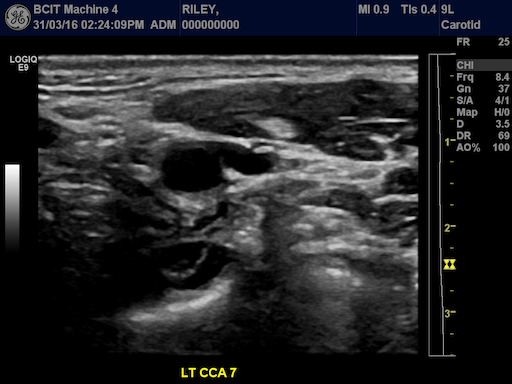 BCIT Machine 4 RILEY, MI 0.9 TIs 0.4 9L
31/03/16 02:24:09PM ADM 000000000 Carotid
LOGIQ E9
FR 25
CHI
Frq 8.4
Gn 37
S/A 4/1
Map H/0
D 3.5
DR 69
AO% 100
1
2
3
LT CCA 7